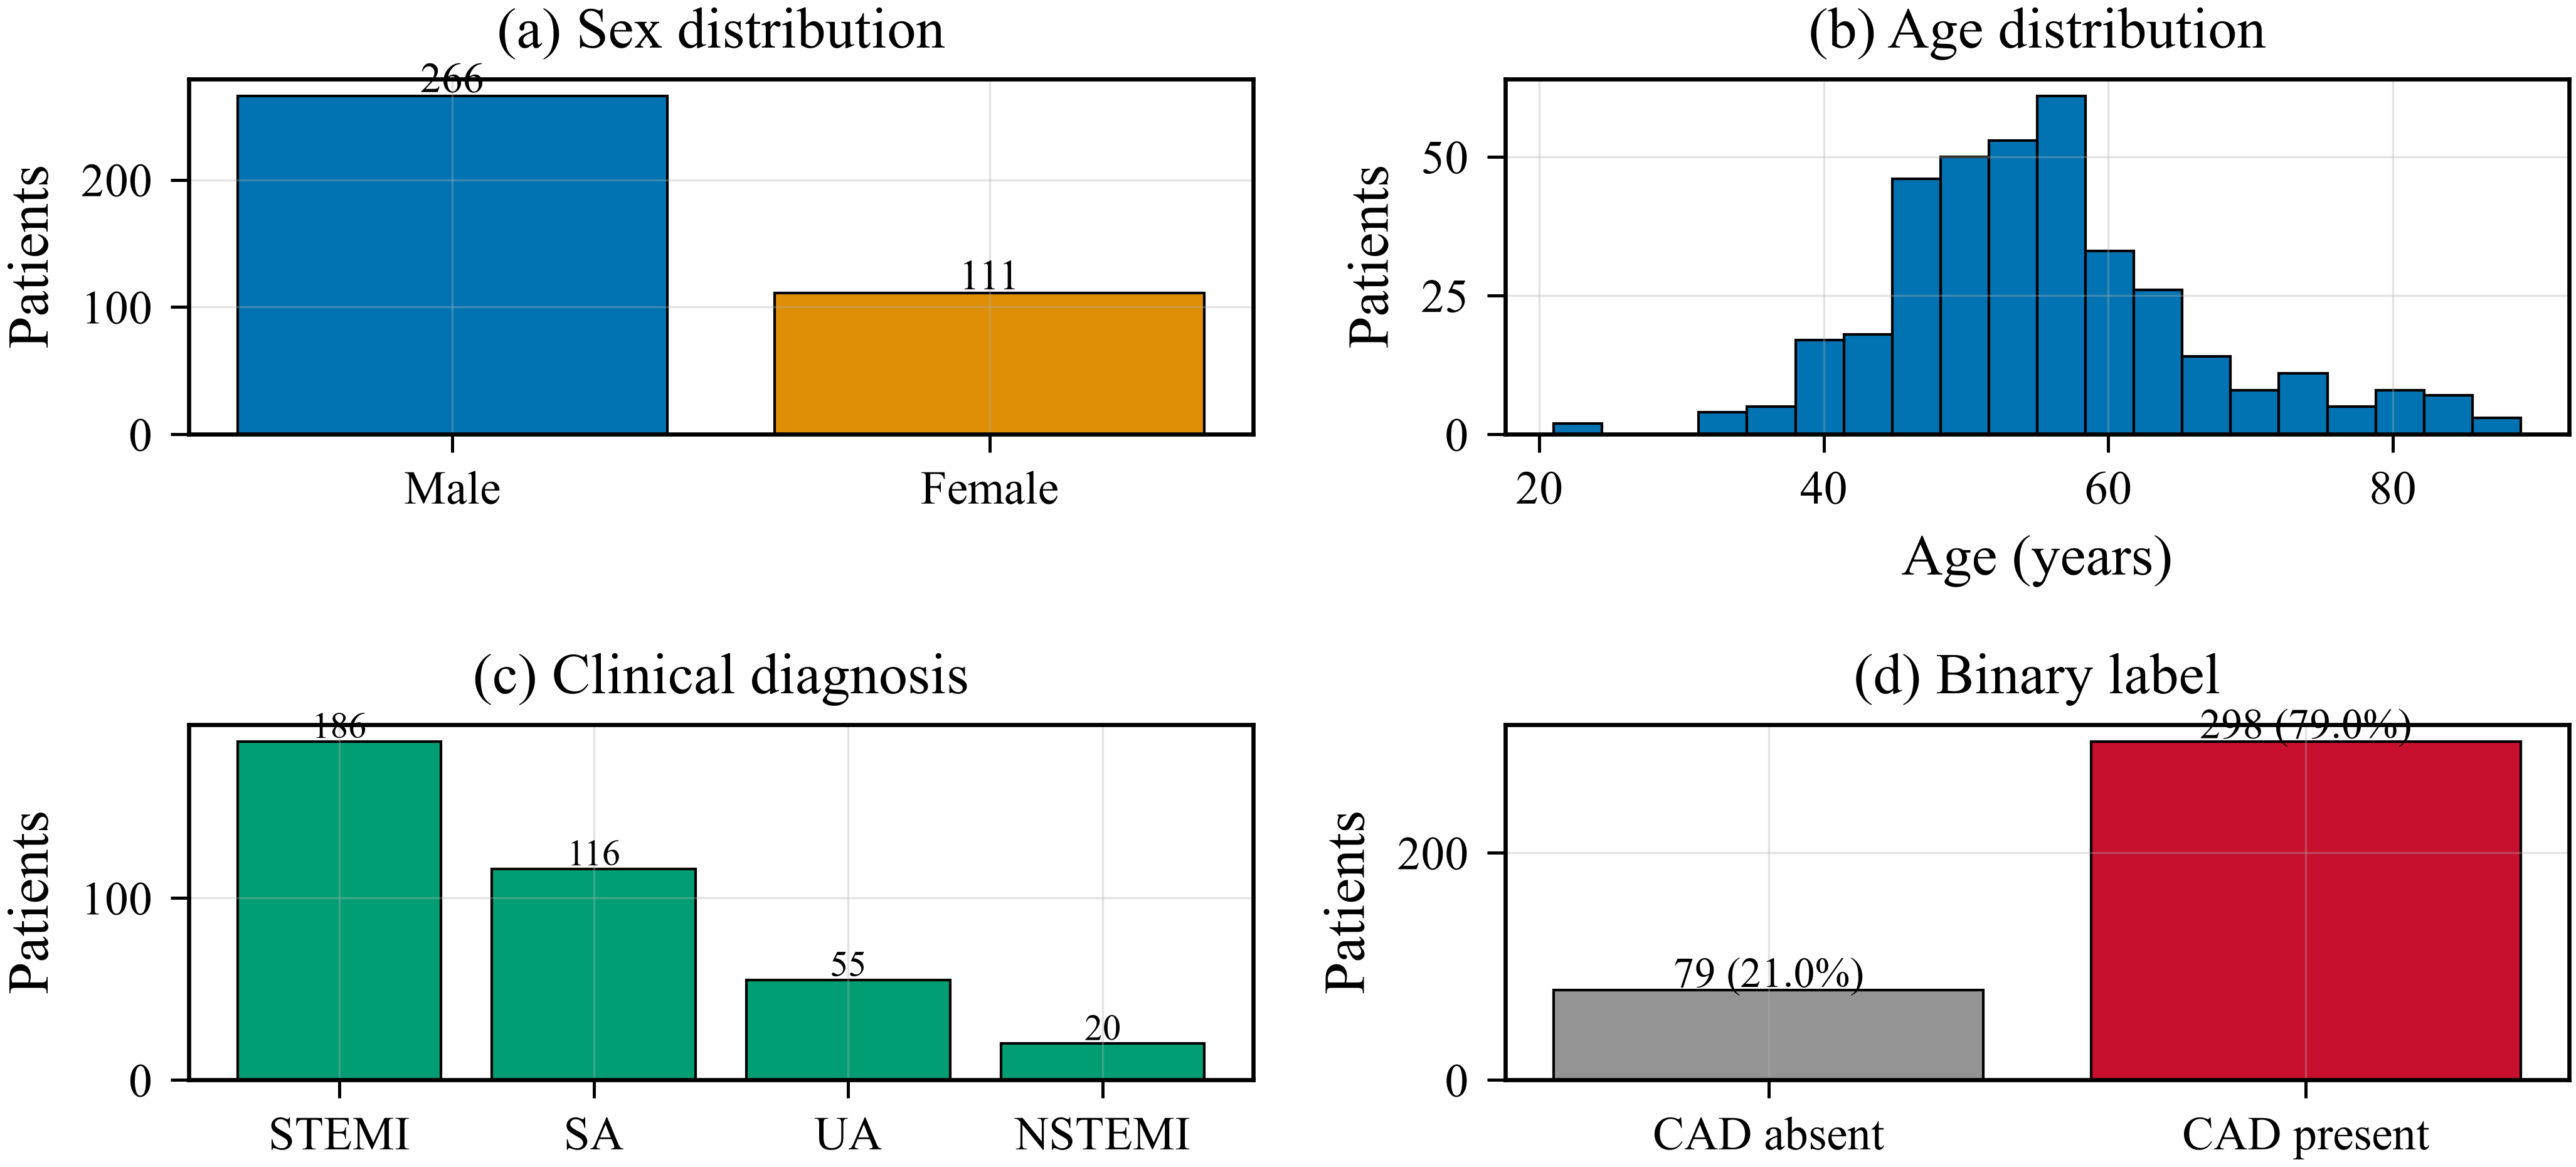 (a) Sex distribution
266
111
200
100
0
Patients
Male
Female
(b) Age distribution
50
25
0
Patients
20
40
60
80
Age (years)
(c) Clinical diagnosis
186
116
55
20
100
0
Patients
STEMI
SA
UA
NSTEMI
(d) Binary label
298 (79.0%)
79 (21.0%)
200
0
Patients
CAD absent
CAD present